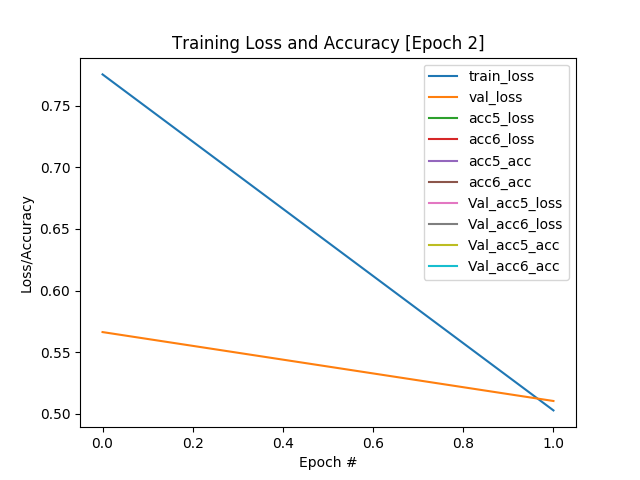 Training Loss and Accuracy [Epoch 2]
train_loss
val_loss
acc5_loss
acc6_loss
acc5_acc
acc6_acc
Val_acc5_loss
Val_acc6_loss
Val_acc5_acc
Val_acc6_acc
Loss/Accuracy
0.75
0.70
0.65
0.60
0.55
0.50
0.0 0.2 0.4 0.6 0.8 1.0
Epoch #